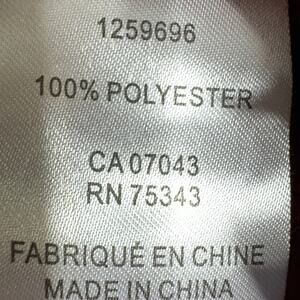 1259696
100% POLYESTER
CA 07043
RN 75343
FABRIQUÉ EN CHINE
MADE IN CHINA